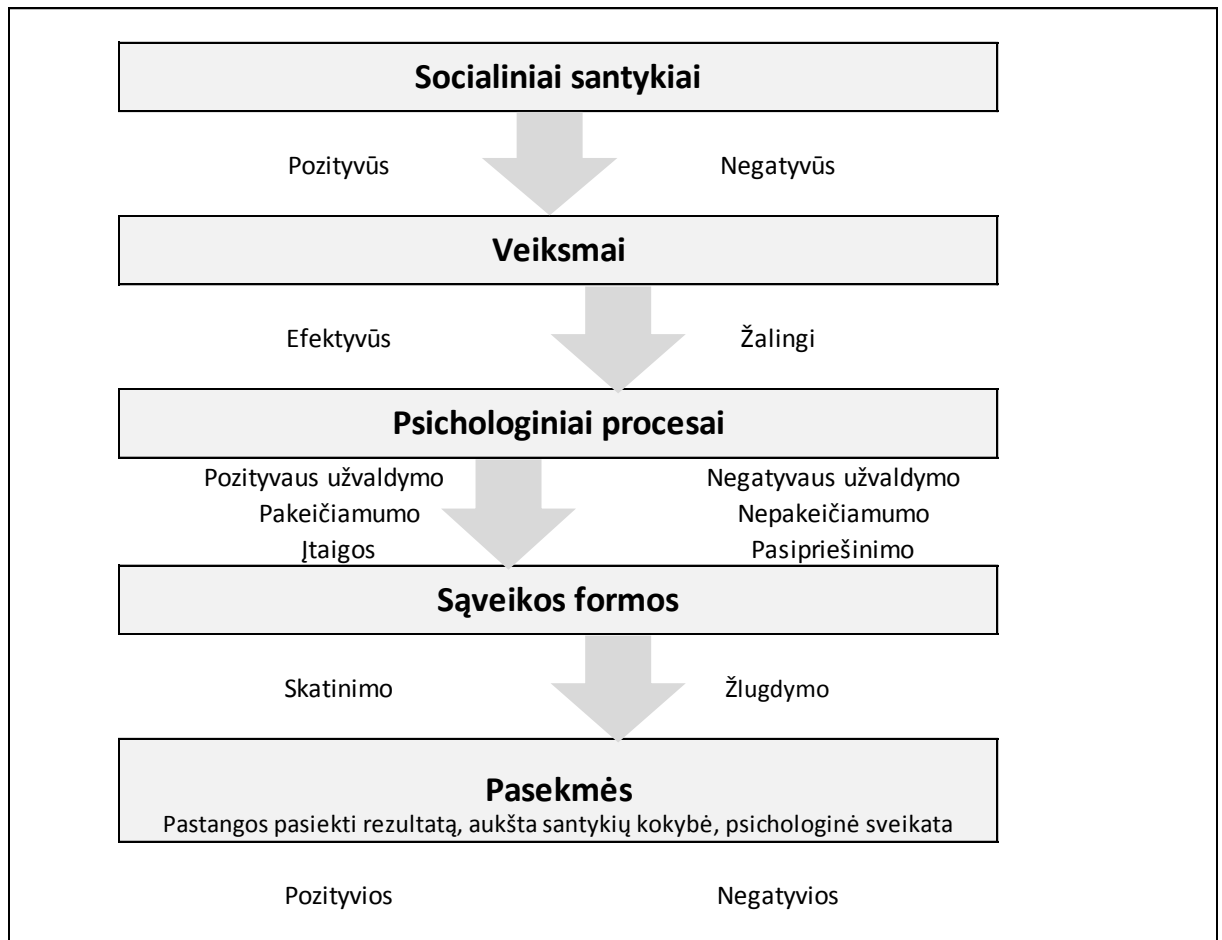 Socialiniai santykiai
Pozityvūs
Negatyvūs
Veiksmai
Efektyvūs
Žalingi
Psichologiniai procesai
Pozityvaus užvaldymo
Negatyvaus užvaldymo
Pakeičiamumo
Nepakeičiamumo
Įtaigos
Pasipriešinimo
Sąveikos formos
Skatinimo
Žlugdymo
Pasekmės
Pastangos pasiekti rezultatą, aukšta santykių kokybė, psichologinė sveikata
Pozityvios
Negatyvios